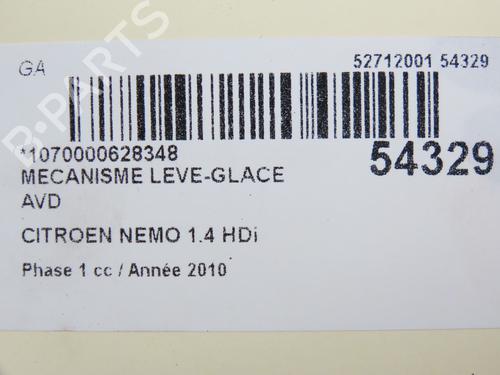 GA
52712001 54329
B-PARTS
*1070000628348
54329
MECANISME LEVE-GLACE
AVD
CITROEN NEMO 1.4 HDi
Phase 1 cc / Année 2010